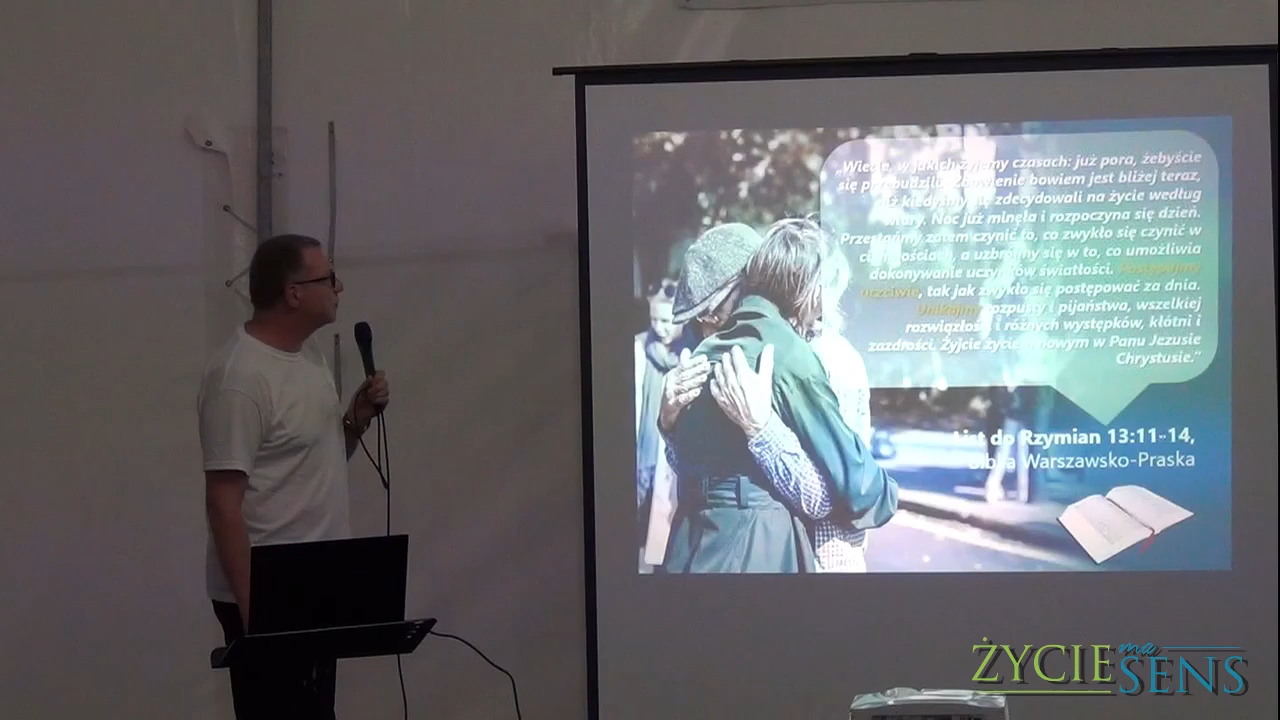 „Wiecie, w jakich żyjemy czasach: już pora, żebyście
się przebudzili. Zbawienie bowiem jest bliżej teraz,
niż kiedyśmy się zdecydowali na życie według
wiary. Noc już minęła i rozpoczyna się dzień.
Przestańmy zatem czynić to, co zwykło się czynić w
ciemnościach, a uzbrójmy się w to, co umożliwia
dokonywanie uczynków światłości. Postępujmy
uczciwie, tak jak zwykło się postępować za dnia.
Unikajmy rozpusty i pijaństwa, wszelkiej
rozwiązłości i różnych występków, kłótni i
zazdrości. Żyjcie życiem nowym w Panu Jezusie
Chrystusie.”
List do Rzymian 13:11-14,
Biblia Warszawsko-Praska
ŻYCIE ma
SENS